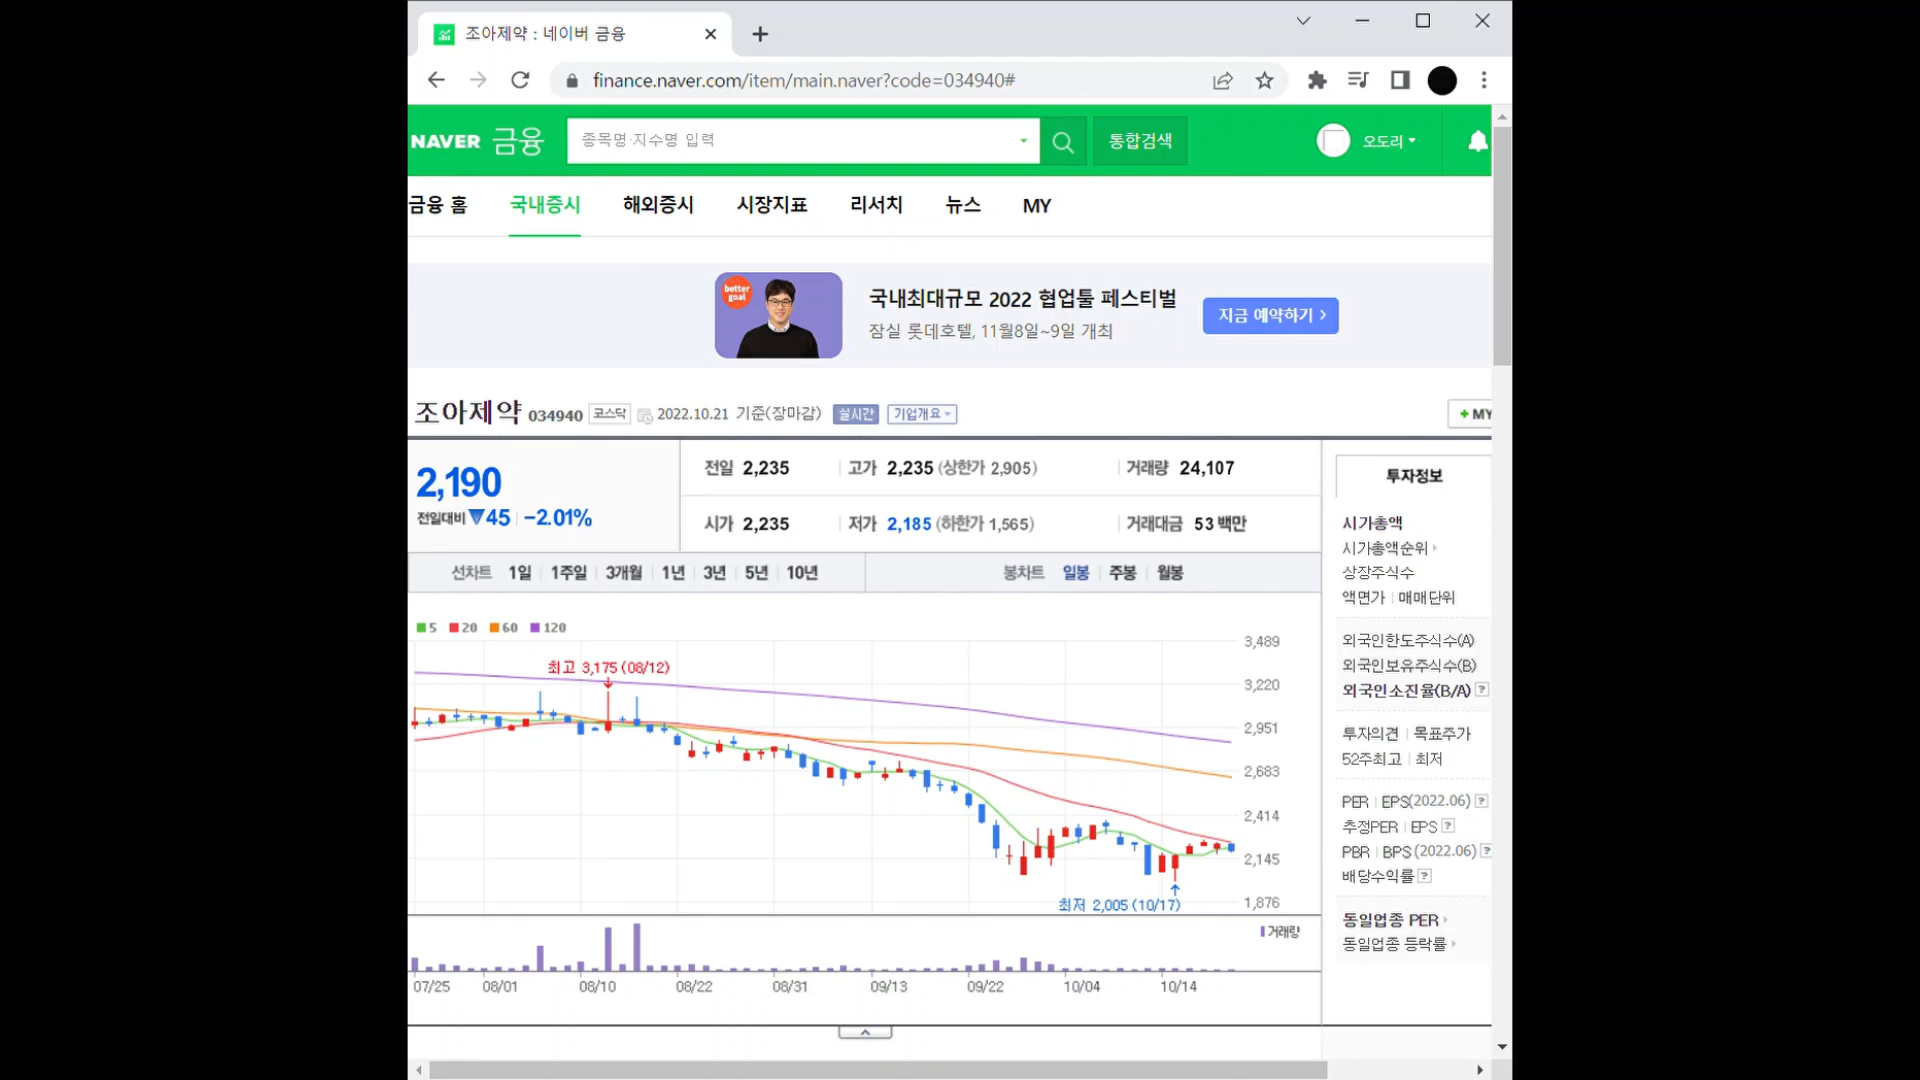 조아제약 : 네이버 금융
finance.naver.com/item/main.naver?code=034940#
NAVER 금융 종목명·지수명 입력 통합검색 오도리
금융 홈 국내증시 해외증시 시장지표 리서치 뉴스 MY
better
goal
국내최대규모 2022 협업툴 페스티벌
잠실 롯데호텔, 11월8일~9일 개최
지금 예약하기 >
조아제약 034940 코스닥 2022.10.21 기준(장마감) 실시간 기업개요 + MY
2,190
전일대비 ▼45 -2.01%
전일 2,235 고가 2,235 (상한가 2,905) 거래량 24,107
시가 2,235 저가 2,185 (하한가 1,565) 거래대금 53 백만
선차트 1일 1주일 3개월 1년 3년 5년 10년 봉차트 일봉 주봉 월봉
5 20 60 120
최고 3,175 (08/12)
3,489
3,220
2,951
2,683
2,414
2,145
1,876
최저 2,005 (10/17)
거래량
07/25 08/01 08/10 08/22 08/31 09/13 09/22 10/04 10/14
투자정보
시가총액
시가총액순위
상장주식수
액면가 | 매매단위
외국인한도주식수(A)
외국인보유주식수(B)
외국인소진율(B/A) ?
투자의견 | 목표주가
52주최고 | 최저
PER | EPS(2022.06) ?
추정PER | EPS ?
PBR | BPS (2022.06) ?
배당수익률 ?
동일업종 PER
동일업종 등락률